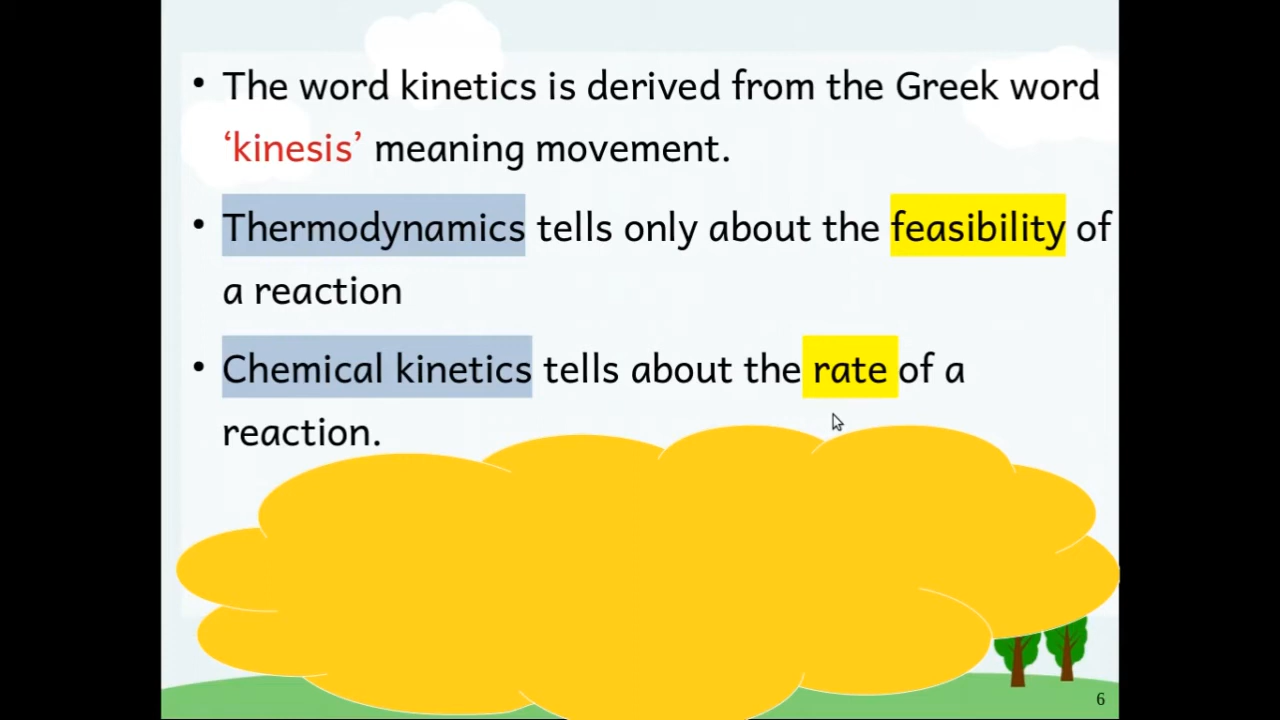 • The word kinetics is derived from the Greek word
‘kinesis’ meaning movement.
• Thermodynamics tells only about the feasibility of
a reaction
• Chemical kinetics tells about the rate of a
reaction.
6